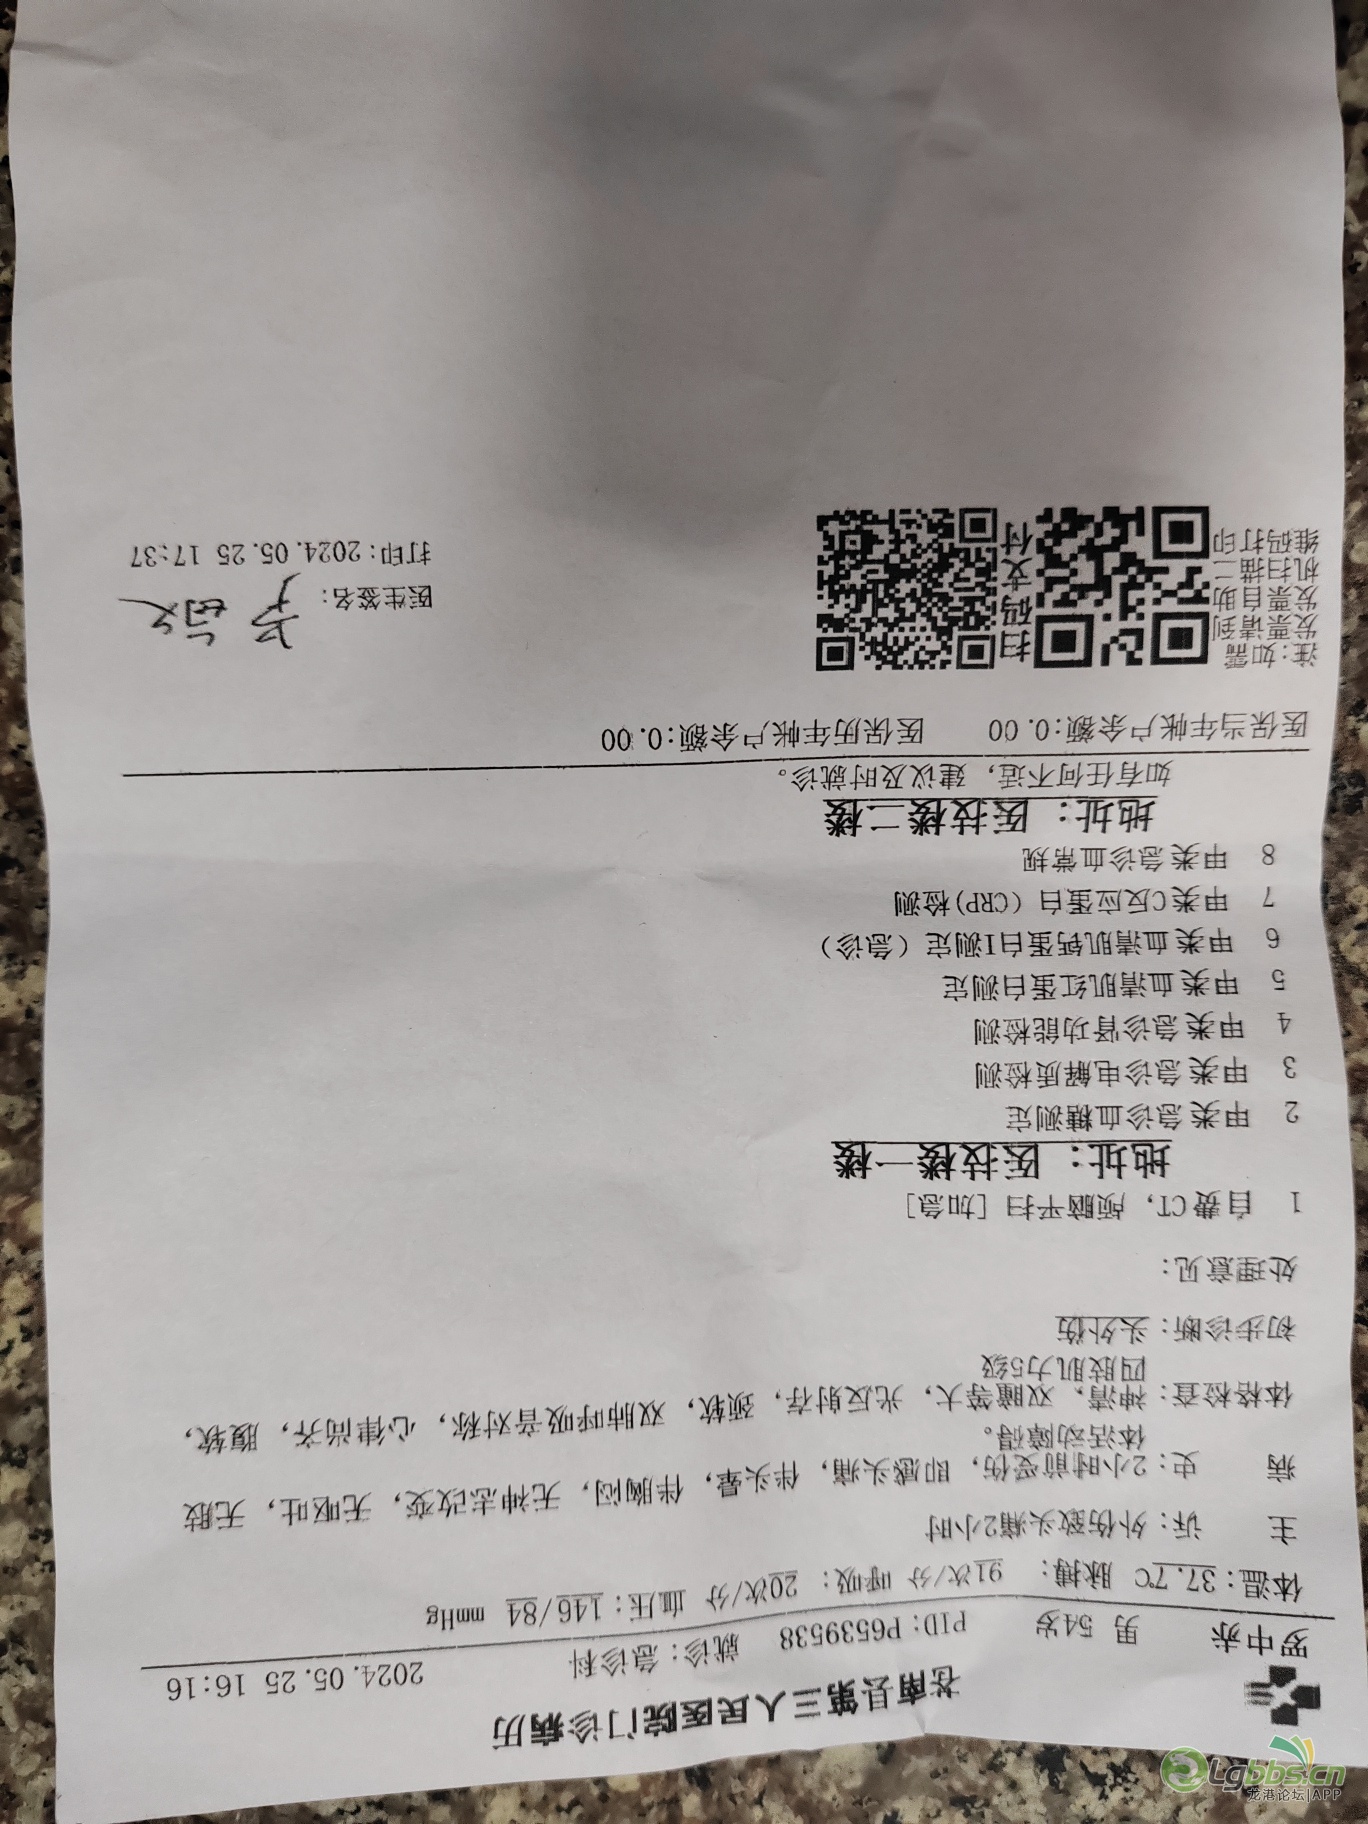 苍南县第三人民医院门诊病历
罗中赤 男 54岁 PID:P6539538 就诊:急诊科 2024.05.25 16:16
体温:37.7℃ 脉搏: 91次/分 呼吸: 20次/分 血压:146/84 mmHg
主 诉:外伤致头痛2小时
病 史:2小时前受伤,即感头痛,伴头晕,伴胸闷,无神志改变,无呕吐,无肢
体活动障碍。
体格检查:神清,双瞳等大,光反射存,颈软,双肺呼吸音对称,心律尚齐,腹软,
四肢肌力5级
初步诊断:头外伤
处理意见:
1 自费CT,颅脑平扫[加急]
地址:医技楼一楼
2 甲类急诊血糖测定
3 甲类急诊电解质检测
4 甲类急诊肾功能检测
5 甲类血清肌红蛋白测定
6 甲类血清肌钙蛋白I测定(急诊)
7 甲类C反应蛋白(CRP)检测
8 甲类急诊血常规
地址:医技楼二楼
如有任何不适,建议及时就诊。
医保当年帐户余额:0.00 医保历年帐户余额:0.00
注:如需
发票请到
发票自助
机扫描二
维码打印
扫码支付
医生签名:
打印:2024.05.25 17:37
Lgbbs.cn
龙港论坛|APP